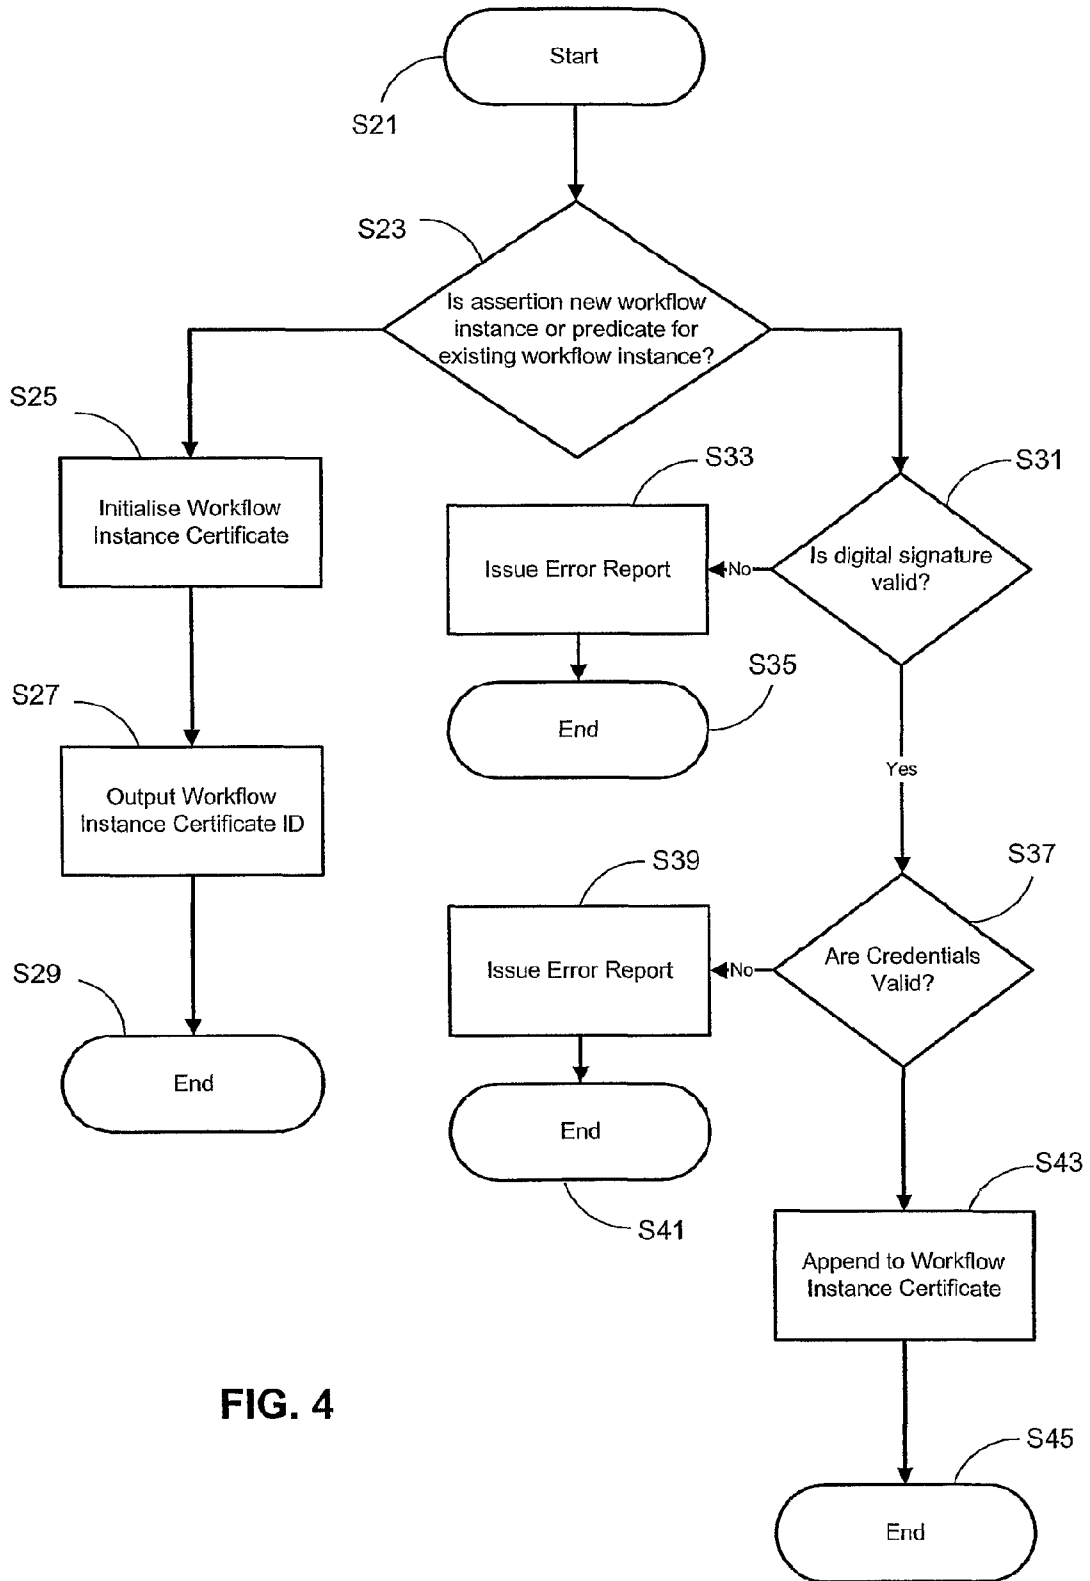 Start
S21
S23
Is assertion new workflow
instance or predicate for
existing workflow instance?
S25
Initialise Workflow
Instance Certificate
S33
S31
Issue Error Report
No
Is digital signature
valid?
S27
S35
End
Yes
Output Workflow
Instance Certificate ID
S39
S37
Issue Error Report
No
Are Credentials
Valid?
S29
End
End
S41
S43
Append to Workflow
Instance Certificate
FIG. 4
S45
End